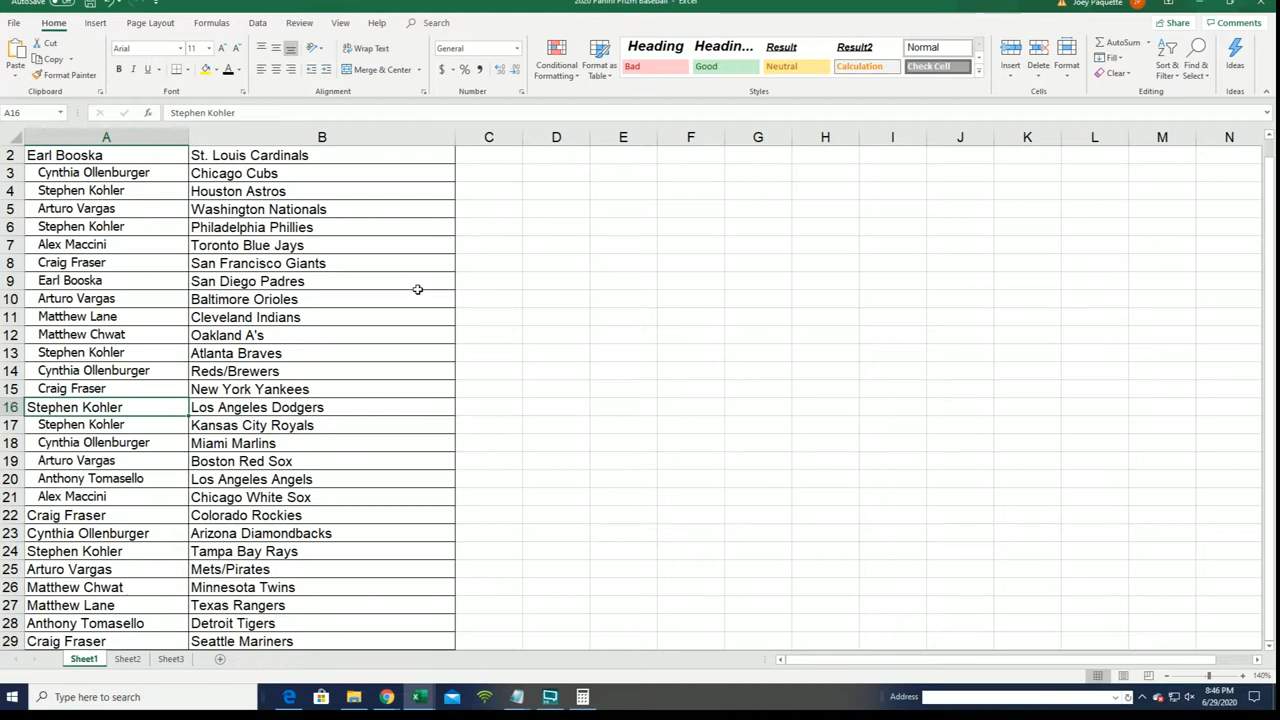 AutoSave Off 2020 Panini Prizm Baseball - Excel Joey Paquette JP
File Home Insert Page Layout Formulas Data Review View Help Search Share Comments
Paste Cut Copy Format Painter Clipboard
Arial 11 B I U A Font
Wrap Text Merge & Center Alignment
General $ % , Number
Conditional Formatting Format as Table
Heading Headin... Result Result2 Normal
Bad Good Neutral Calculation Check Cell
Styles
Insert Delete Format Cells
AutoSum Fill Clear Sort & Filter Find & Select Editing
Ideas Ideas
A16 fx Stephen Kohler
A B C D E F G H I J K L M N
2 Earl Booska St. Louis Cardinals
3 Cynthia Ollenburger Chicago Cubs
4 Stephen Kohler Houston Astros
5 Arturo Vargas Washington Nationals
6 Stephen Kohler Philadelphia Phillies
7 Alex Maccini Toronto Blue Jays
8 Craig Fraser San Francisco Giants
9 Earl Booska San Diego Padres
10 Arturo Vargas Baltimore Orioles
11 Matthew Lane Cleveland Indians
12 Matthew Chwat Oakland A's
13 Stephen Kohler Atlanta Braves
14 Cynthia Ollenburger Reds/Brewers
15 Craig Fraser New York Yankees
16 Stephen Kohler Los Angeles Dodgers
17 Stephen Kohler Kansas City Royals
18 Cynthia Ollenburger Miami Marlins
19 Arturo Vargas Boston Red Sox
20 Anthony Tomasello Los Angeles Angels
21 Alex Maccini Chicago White Sox
22 Craig Fraser Colorado Rockies
23 Cynthia Ollenburger Arizona Diamondbacks
24 Stephen Kohler Tampa Bay Rays
25 Arturo Vargas Mets/Pirates
26 Matthew Chwat Minnesota Twins
27 Matthew Lane Texas Rangers
28 Anthony Tomasello Detroit Tigers
29 Craig Fraser Seattle Mariners
Sheet1 Sheet2 Sheet3
140%
Type here to search Address 8:46 PM
6/29/2020